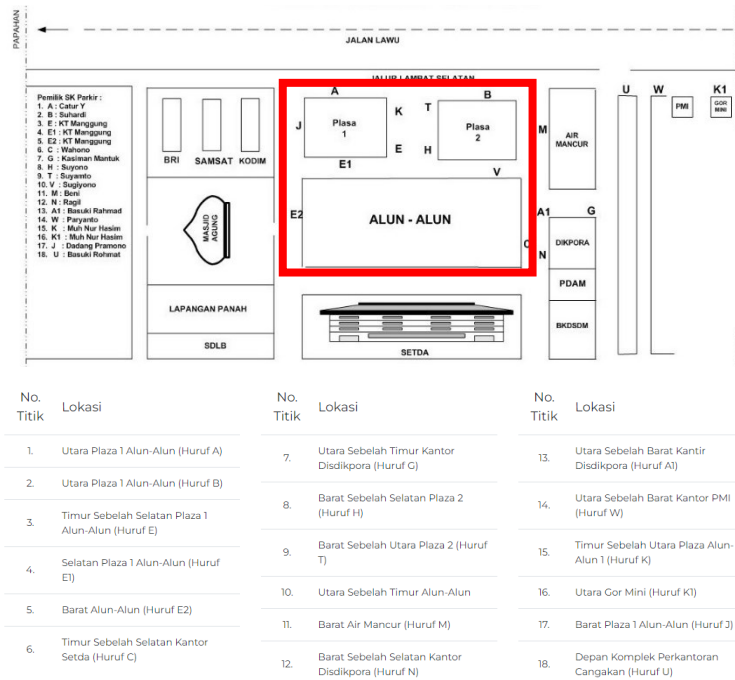 PAPAHAN
JALAN LAWU
JALUR LAMBAT SELATAN
Pemilik SK Parkir :
1. A : Catur Y
2. B : Suhardi
3. E : KT Manggung
4. E1 : KT Manggung
5. E2 : KT Manggung
6. C : Wahono
7. G : Kasiman Mantuk
8. H : Suyono
9. T : Suyamto
10. V : Sugiyono
11. M : Beni
12. N : Ragil
13. A1 : Basuki Rahmad
14. W : Paryanto
15. K : Muh Nur Hasim
16. K1 : Muh Nur Hasim
17. J : Dadang Pramono
18. U : Basuki Rohmat
BRI
SAMSAT
KODIM
MASJID
AGUNG
LAPANGAN PANAH
SDLB
A
B
J
Plasa
1
K
T
Plasa
2
E
H
E1
V
E2
ALUN - ALUN
C
SETDA
M
AIR
MANCUR
A1
G
DIKPORA
N
PDAM
BKDSDM
U
W
K1
PMI
GOR
MINI
No.
Titik
Lokasi
1.
Utara Plaza 1 Alun-Alun (Huruf A)
2.
Utara Plaza 1 Alun-Alun (Huruf B)
3.
Timur Sebelah Selatan Plaza 1
Alun-Alun (Huruf E)
4.
Selatan Plaza 1 Alun-Alun (Huruf
E1)
5.
Barat Alun-Alun (Huruf E2)
6.
Timur Sebelah Selatan Kantor
Setda (Huruf C)
No.
Titik
Lokasi
7.
Utara Sebelah Timur Kantor
Disdikpora (Huruf G)
8.
Barat Sebelah Selatan Plaza 2
(Huruf H)
9.
Barat Sebelah Utara Plaza 2 (Huruf
T)
10.
Utara Sebelah Timur Alun-Alun
11.
Barat Air Mancur (Huruf M)
12.
Barat Sebelah Selatan Kantor
Disdikpora (Huruf N)
No.
Titik
Lokasi
13.
Utara Sebelah Barat Kantir
Disdikpora (Huruf A1)
14.
Utara Sebelah Barat Kantor PMI
(Huruf W)
15.
Timur Sebelah Utara Plaza Alun-
Alun 1 (Huruf K)
16.
Utara Gor Mini (Huruf K1)
17.
Barat Plaza 1 Alun-Alun (Huruf J)
18.
Depan Komplek Perkantoran
Cangakan (Huruf U)